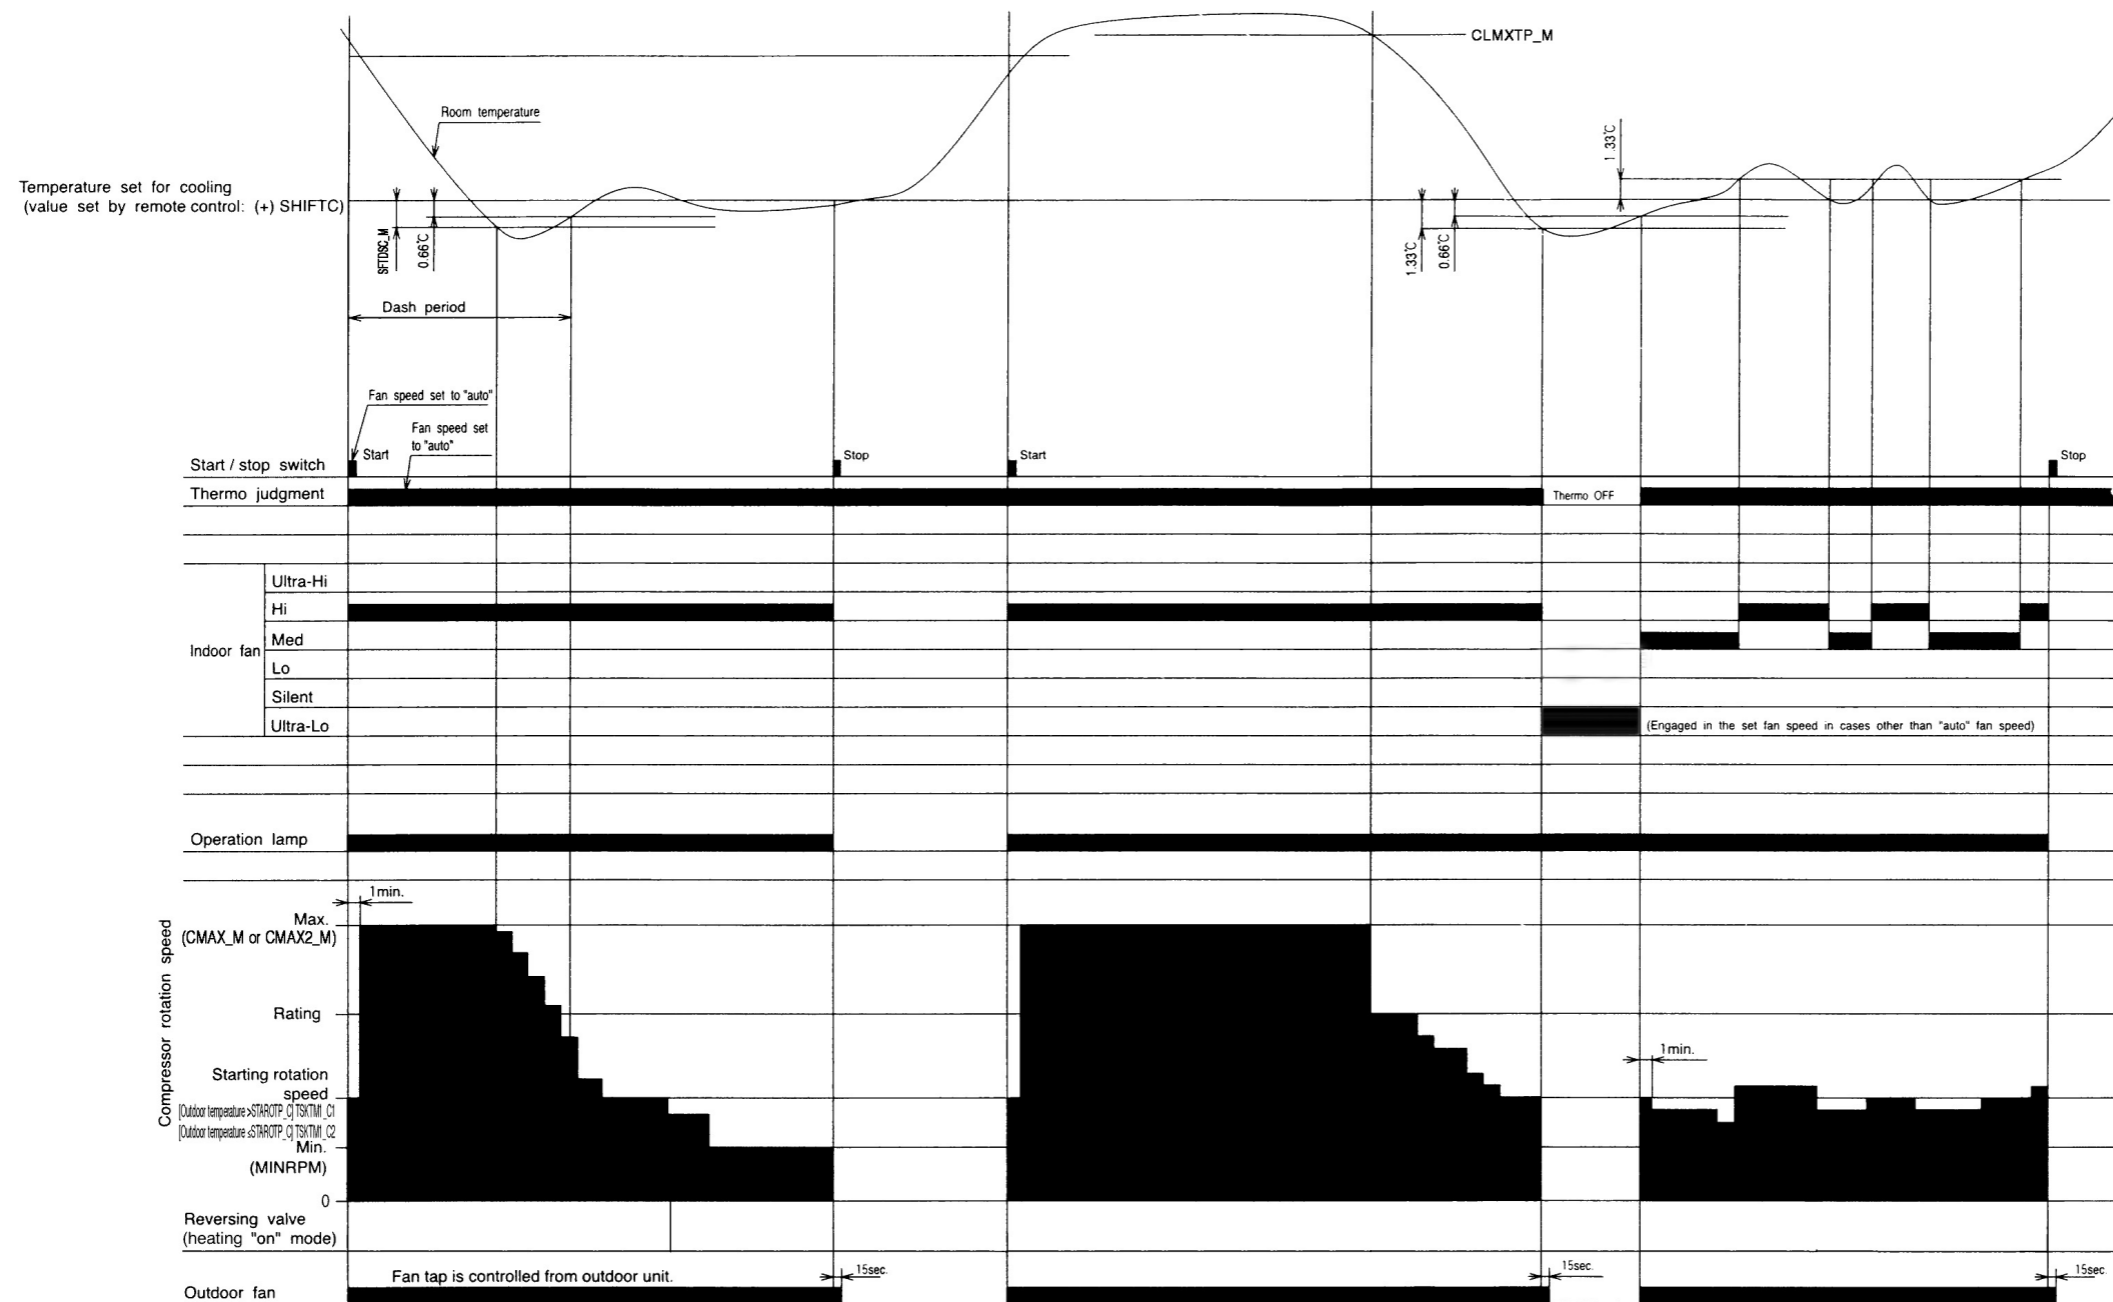 CLMXTP_M
Room temperature
1.33℃
Temperature set for cooling
(value set by remote control: (+) SHIFTC)
SFTDSC_M
0.66℃
1.33℃
0.66℃
Dash period
Fan speed set to "auto"
Fan speed set
to "auto"
Start / stop switch
Start
Stop
Start
Stop
Thermo judgment
Thermo OFF
Indoor fan
Ultra-Hi
Hi
Med
Lo
Silent
Ultra-Lo
(Engaged in the set fan speed in cases other than "auto" fan speed)
Operation lamp
Compressor rotation speed
1min.
Max.
(CMAX_M or CMAX2_M)
Rating
1min.
Starting rotation
speed
[Outdoor temperature >STAROTP_C] TSKTM1_C1
[Outdoor temperature ≤STAROTP_C] TSKTM1_C2
Min.
(MINRPM)
0
Reversing valve
(heating "on" mode)
Outdoor fan
Fan tap is controlled from outdoor unit.
15sec.
15sec.
15sec.